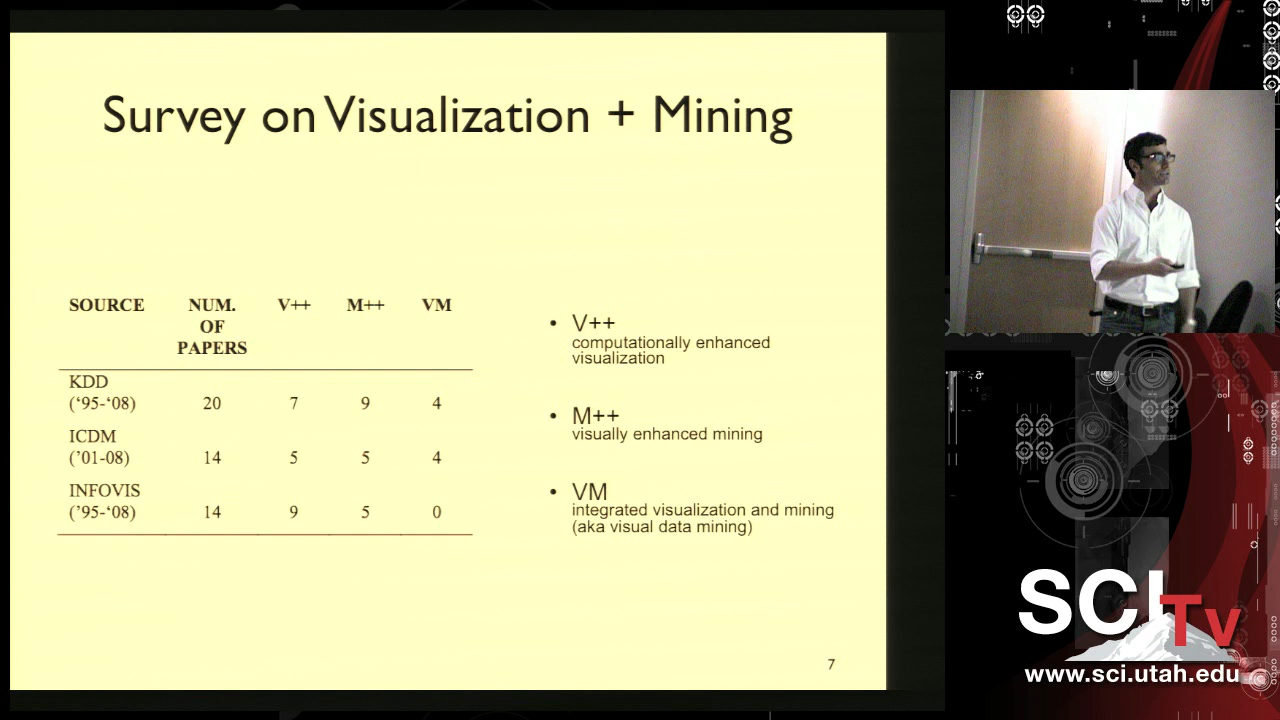 Survey on Visualization + Mining
SOURCE NUM. OF PAPERS V++ M++ VM
KDD
(‘95-‘08) 20 7 9 4
ICDM
(’01-08) 14 5 5 4
INFOVIS
(’95-‘08) 14 9 5 0
• V++
computationally enhanced
visualization
• M++
visually enhanced mining
• VM
integrated visualization and mining
(aka visual data mining)
7
SCI TV
www.sci.utah.edu